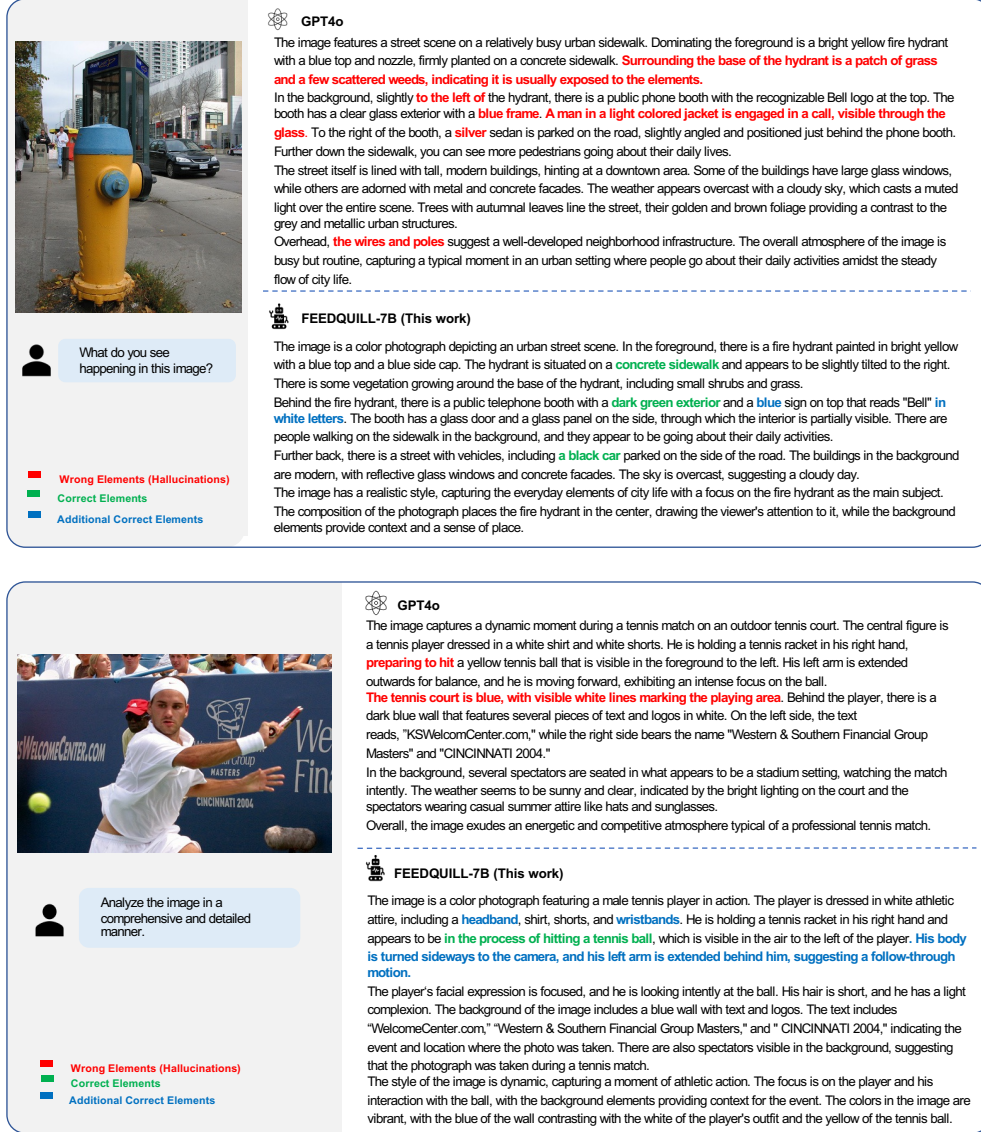 GPT4o
The image features a street scene on a relatively busy urban sidewalk. Dominating the foreground is a bright yellow fire hydrant
with a blue top and nozzle, firmly planted on a concrete sidewalk. Surrounding the base of the hydrant is a patch of grass
and a few scattered weeds, indicating it is usually exposed to the elements.
In the background, slightly to the left of the hydrant, there is a public phone booth with the recognizable Bell logo at the top. The
booth has a clear glass exterior with a blue frame. A man in a light colored jacket is engaged in a call, visible through the
glass. To the right of the booth, a silver sedan is parked on the road, slightly angled and positioned just behind the phone booth.
Further down the sidewalk, you can see more pedestrians going about their daily lives.
The street itself is lined with tall, modern buildings, hinting at a downtown area. Some of the buildings have large glass windows,
while others are adorned with metal and concrete facades. The weather appears overcast with a cloudy sky, which casts a muted
light over the entire scene. Trees with autumnal leaves line the street, their golden and brown foliage providing a contrast to the
grey and metallic urban structures.
Overhead, the wires and poles suggest a well-developed neighborhood infrastructure. The overall atmosphere of the image is
busy but routine, capturing a typical moment in an urban setting where people go about their daily activities amidst the steady
flow of city life.
FEEDQUILL-7B (This work)
The image is a color photograph depicting an urban street scene. In the foreground, there is a fire hydrant painted in bright yellow
with a blue top and a blue side cap. The hydrant is situated on a concrete sidewalk and appears to be slightly tilted to the right.
There is some vegetation growing around the base of the hydrant, including small shrubs and grass.
Behind the fire hydrant, there is a public telephone booth with a dark green exterior and a blue sign on top that reads "Bell" in
white letters. The booth has a glass door and a glass panel on the side, through which the interior is partially visible. There are
people walking on the sidewalk in the background, and they appear to be going about their daily activities.
Further back, there is a street with vehicles, including a black car parked on the side of the road. The buildings in the background
are modern, with reflective glass windows and concrete facades. The sky is overcast, suggesting a cloudy day.
The image has a realistic style, capturing the everyday elements of city life with a focus on the fire hydrant as the main subject.
The composition of the photograph places the fire hydrant in the center, drawing the viewer's attention to it, while the background
elements provide context and a sense of place.
What do you see
happening in this image?
Wrong Elements (Hallucinations)
Correct Elements
Additional Correct Elements
GPT4o
The image captures a dynamic moment during a tennis match on an outdoor tennis court. The central figure is
a tennis player dressed in a white shirt and white shorts. He is holding a tennis racket in his right hand,
preparing to hit a yellow tennis ball that is visible in the foreground to the left. His left arm is extended
outwards for balance, and he is moving forward, exhibiting an intense focus on the ball.
The tennis court is blue, with visible white lines marking the playing area. Behind the player, there is a
dark blue wall that features several pieces of text and logos in white. On the left side, the text
reads, "KSWelcomCenter.com," while the right side bears the name "Western & Southern Financial Group
Masters" and "CINCINNATI 2004."
In the background, several spectators are seated in what appears to be a stadium setting, watching the match
intently. The weather seems to be sunny and clear, indicated by the bright lighting on the court and the
spectators wearing casual summer attire like hats and sunglasses.
Overall, the image exudes an energetic and competitive atmosphere typical of a professional tennis match.
sWelcomeCenter.com
Group
MASTERS
CINCINNATI 2004
We
Fin
FEEDQUILL-7B (This work)
The image is a color photograph featuring a male tennis player in action. The player is dressed in white athletic
attire, including a headband, shirt, shorts, and wristbands. He is holding a tennis racket in his right hand and
appears to be in the process of hitting a tennis ball, which is visible in the air to the left of the player. His body
is turned sideways to the camera, and his left arm is extended behind him, suggesting a follow-through
motion.
The player's facial expression is focused, and he is looking intently at the ball. His hair is short, and he has a light
complexion. The background of the image includes a blue wall with text and logos. The text includes
“WelcomeCenter.com,” “Western & Southern Financial Group Masters," and " CINCINNATI 2004," indicating the
event and location where the photo was taken. There are also spectators visible in the background, suggesting
that the photograph was taken during a tennis match.
The style of the image is dynamic, capturing a moment of athletic action. The focus is on the player and his
interaction with the ball, with the background elements providing context for the event. The colors in the image are
vibrant, with the blue of the wall contrasting with the white of the player's outfit and the yellow of the tennis ball.
Analyze the image in a
comprehensive and detailed
manner.
Wrong Elements (Hallucinations)
Correct Elements
Additional Correct Elements